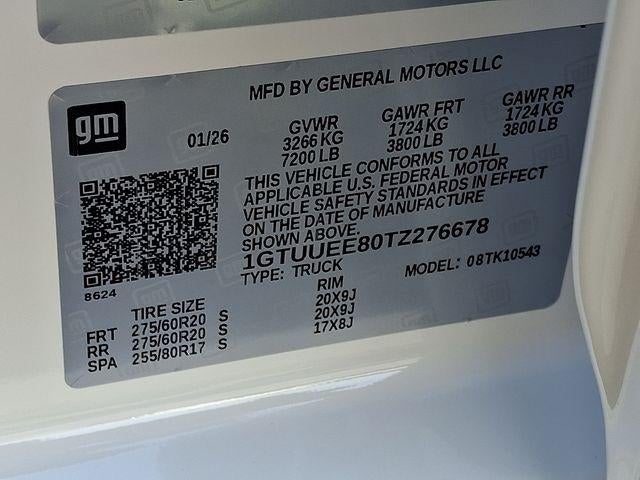 MFD BY GENERAL MOTORS LLC
gm
01/26
GVWR
3266 KG
7200 LB
GAWR FRT
1724 KG
3800 LB
GAWR RR
1724 KG
3800 LB
THIS VEHICLE CONFORMS TO ALL
APPLICABLE U.S. FEDERAL MOTOR
VEHICLE SAFETY STANDARDS IN EFFECT
ON THE DATE OF MANUFACTURE
SHOWN ABOVE.
1GTUUEE80TZ276678
TYPE: TRUCK
MODEL: 08TK10543
8624
TIRE SIZE RIM
FRT 275/60R20 S 20X9J
RR 275/60R20 S 20X9J
SPA 255/80R17 S 17X8J